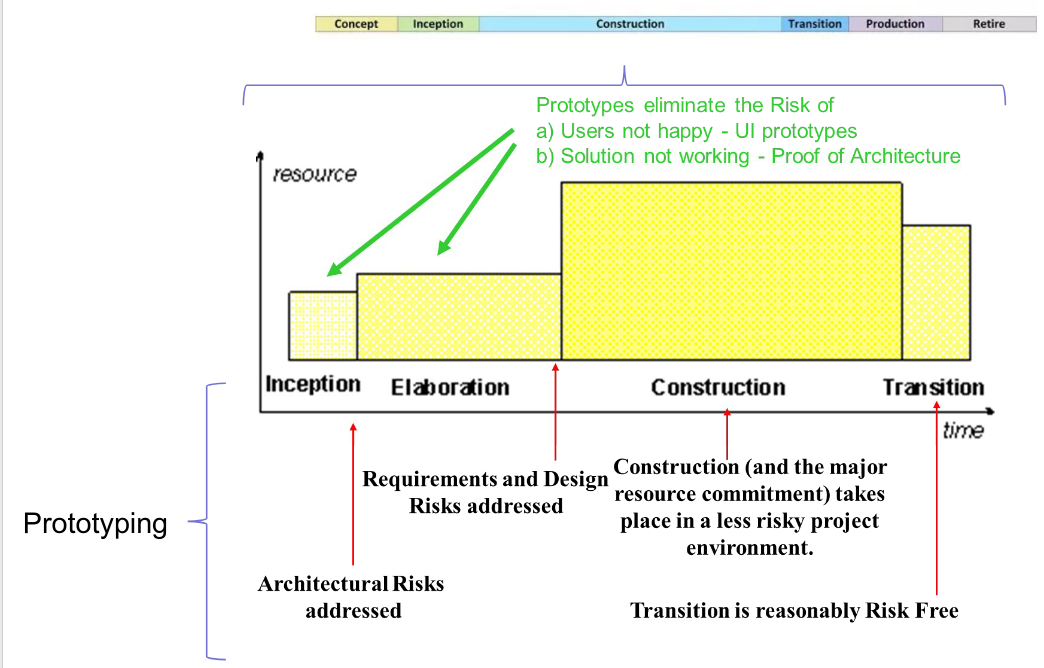 Concept Inception Construction Transition Production Retire
Prototypes eliminate the Risk of
a) Users not happy - UI prototypes
b) Solution not working - Proof of Architecture
resource
Inception Elaboration Construction Transition
time
Requirements and Design
Risks addressed
Construction (and the major
resource commitment) takes
place in a less risky project
environment.
Prototyping
Architectural Risks
addressed
Transition is reasonably Risk Free